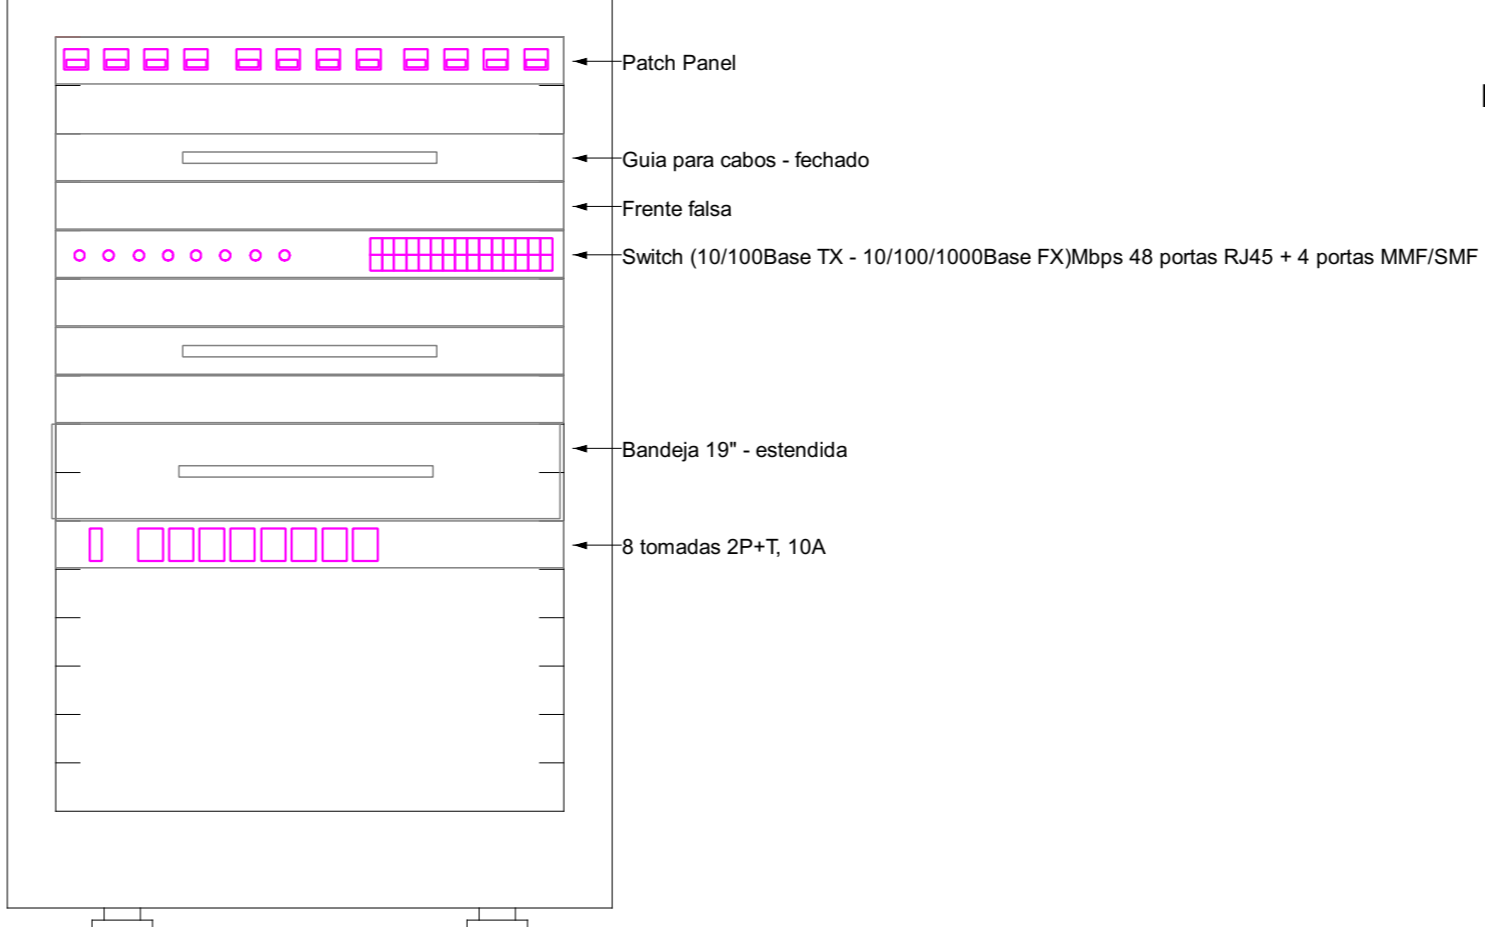 Patch Panel
Guia para cabos - fechado
Frente falsa
Switch (10/100Base TX - 10/100/1000Base FX)Mbps 48 portas RJ45 + 4 portas MMF/SMF
Bandeja 19" - estendida
8 tomadas 2P+T, 10A